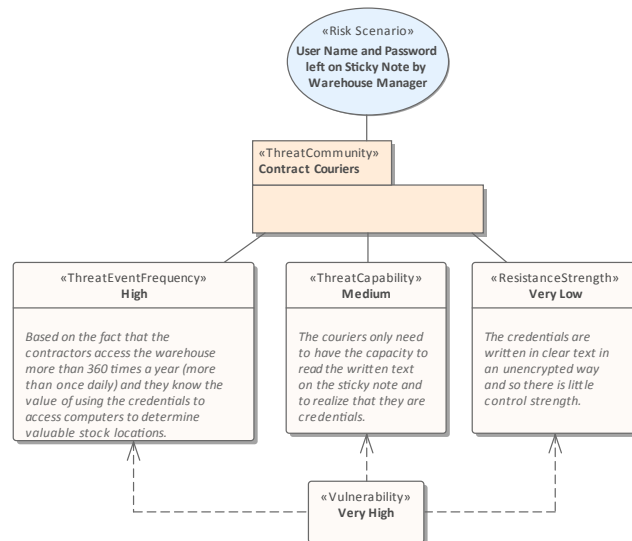 «Risk Scenario»
User Name and Password
left on Sticky Note by
Warehouse Manager
«ThreatCommunity»
Contract Couriers
«ThreatEventFrequency»
High
Based on the fact that the
contractors access the warehouse
more than 360 times a year (more
than once daily) and they know the
value of using the credentials to
access computers to determine
valuable stock locations.
«ThreatCapability»
Medium
The couriers only need
to have the capacity to
read the written text
on the sticky note and
to realize that they are
credentials.
«ResistanceStrength»
Very Low
The credentials are
written in clear text in
an unencrypted way
and so there is little
control strength.
«Vulnerability»
Very High